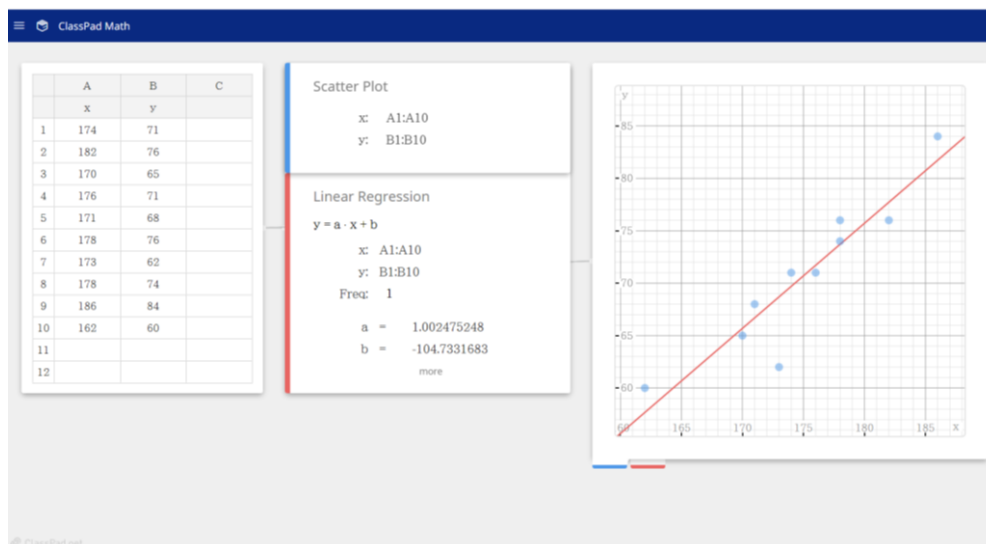 ClassPad Math
A B C
x y
1 174 71
2 182 76
3 170 65
4 176 71
5 171 68
6 178 76
7 173 62
8 178 74
9 186 84
10 162 60
11
12
Scatter Plot
x: A1:A10
y: B1:B10
Linear Regression
y = a · x + b
x: A1:A10
y: B1:B10
Freq: 1
a = 1.002475248
b = -104.7331683
more
y
85
80
75
70
65
60
165 170 175 180 185 x
ClassPad.net